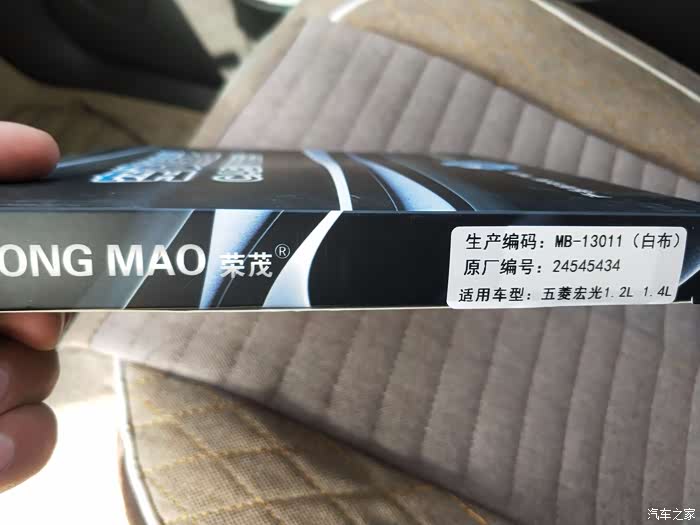 ONG MAO 荣茂®
生产编码：MB-13011（白布）
原厂编号：24545434
适用车型：五菱宏光1.2L 1.4L
汽车之家